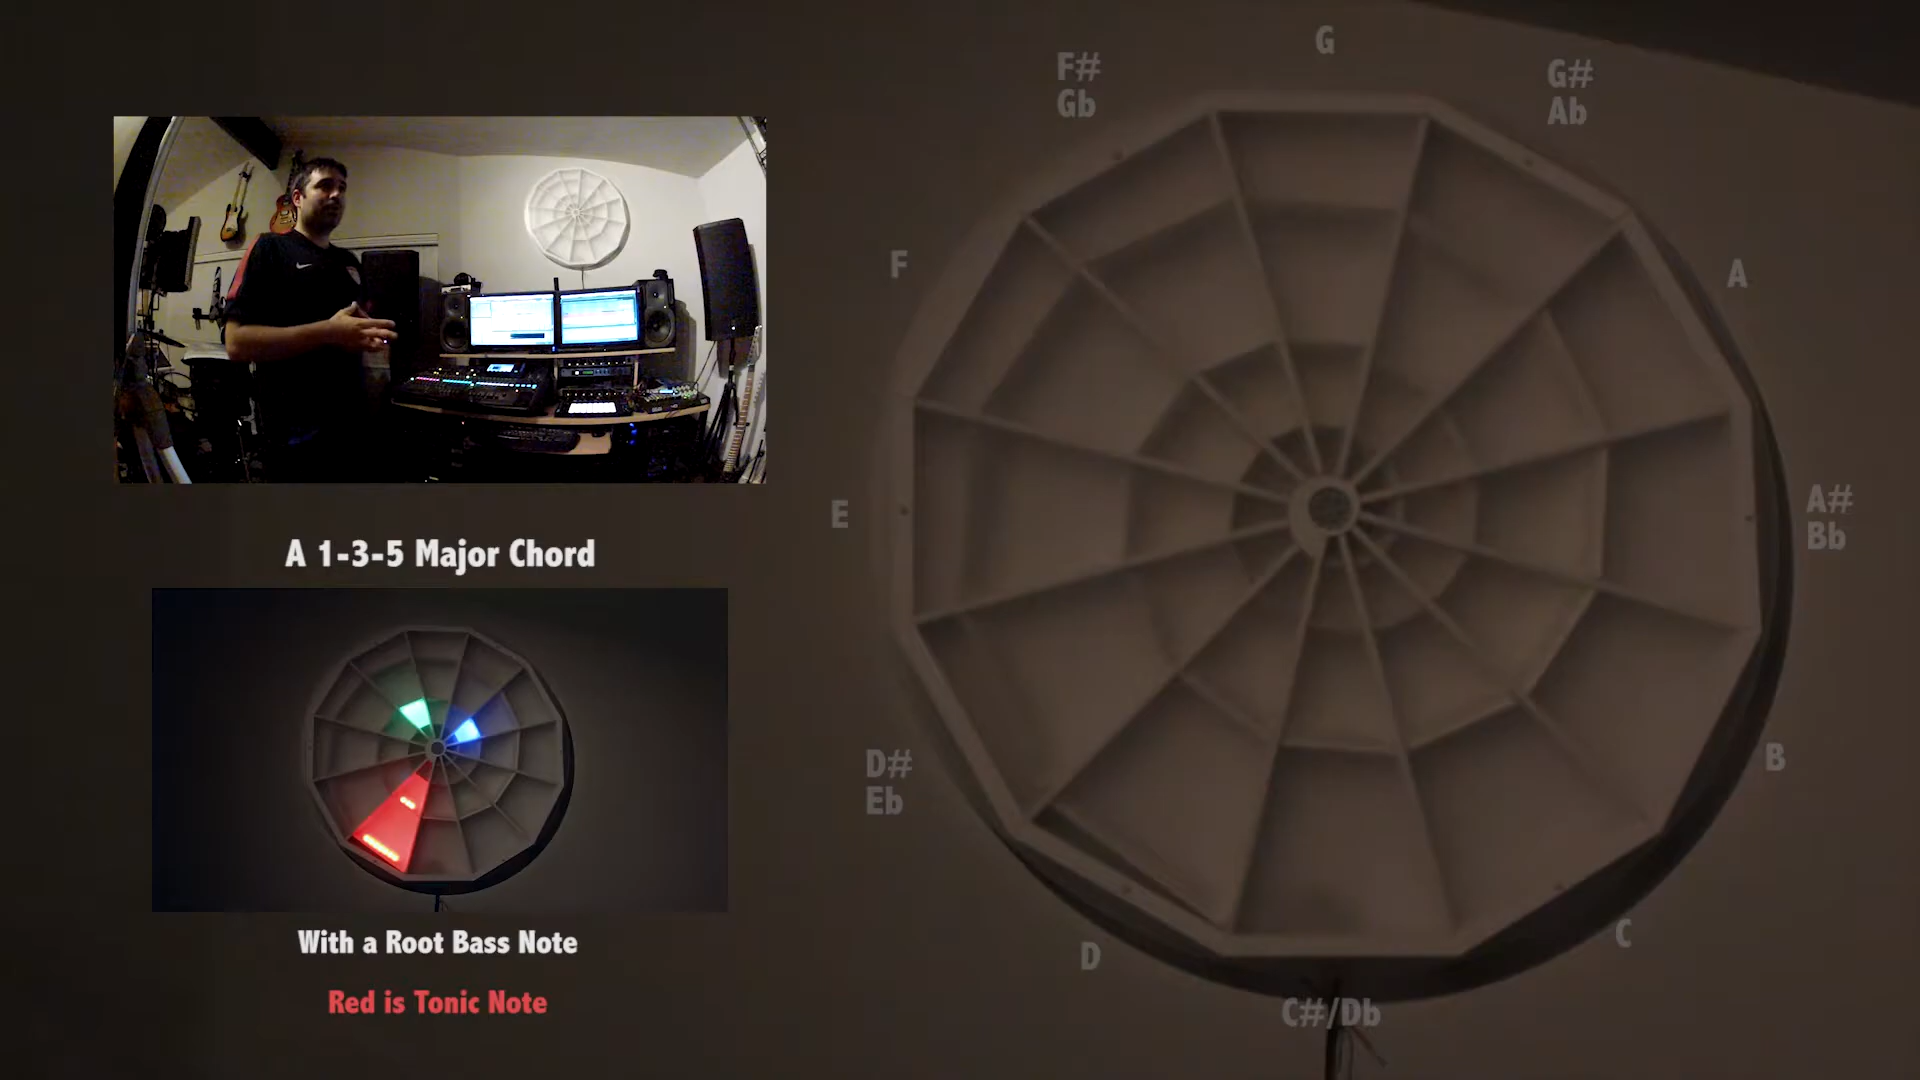 G
F#
Gb
G#
Ab
F
A
E
A#
Bb
A 1-3-5 Major Chord
D#
Eb
B
With a Root Bass Note
D
C
Red is Tonic Note
C#/Db